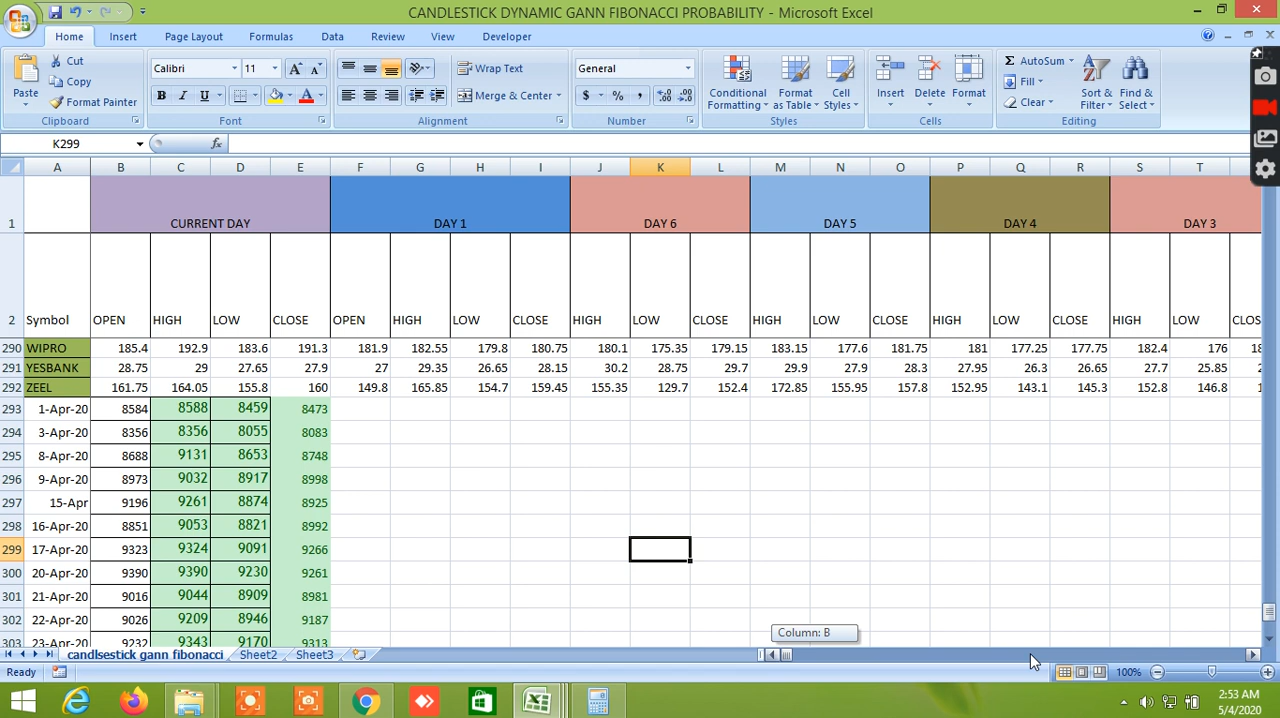 CANDLESTICK DYNAMIC GANN FIBONACCI PROBABILITY - Microsoft Excel
Home Insert Page Layout Formulas Data Review View Developer
Paste Cut Copy Format Painter Clipboard
Calibri 11 A A B I U A Font
Wrap Text Merge & Center Alignment
General $ % , Number
Conditional Formatting Format as Table Cell Styles Styles
Insert Delete Format Cells
Σ AutoSum Fill Clear Sort & Filter Find & Select Editing
K299 fx
A B C D E F G H I J K L M N O P Q R S T
1 CURRENT DAY DAY 1 DAY 6 DAY 5 DAY 4 DAY 3
2 Symbol OPEN HIGH LOW CLOSE OPEN HIGH LOW CLOSE HIGH LOW CLOSE HIGH LOW CLOSE HIGH LOW CLOSE HIGH LOW CLOS
290 WIPRO 185.4 192.9 183.6 191.3 181.9 182.55 179.8 180.75 180.1 175.35 179.15 183.15 177.6 181.75 181 177.25 177.75 182.4 176 18
291 YESBANK 28.75 29 27.65 27.9 27 29.35 26.65 28.15 30.2 28.75 29.7 29.9 27.9 28.3 27.95 26.3 26.65 27.7 25.85 26
292 ZEEL 161.75 164.05 155.8 160 149.8 165.85 154.7 159.45 155.35 129.7 152.4 172.85 155.95 157.8 152.95 143.1 145.3 152.8 146.8
293 1-Apr-20 8584 8588 8459 8473
294 3-Apr-20 8356 8356 8055 8083
295 8-Apr-20 8688 9131 8653 8748
296 9-Apr-20 8973 9032 8917 8998
297 15-Apr 9196 9261 8874 8925
298 16-Apr-20 8851 9053 8821 8992
299 17-Apr-20 9323 9324 9091 9266
300 20-Apr-20 9390 9390 9230 9261
301 21-Apr-20 9016 9044 8909 8981
302 22-Apr-20 9026 9209 8946 9187
303 23-Apr-20 9232 9343 9170 9313
Column: B
candlsestick gann fibonacci Sheet2 Sheet3
Ready 100%
2:53 AM
5/4/2020